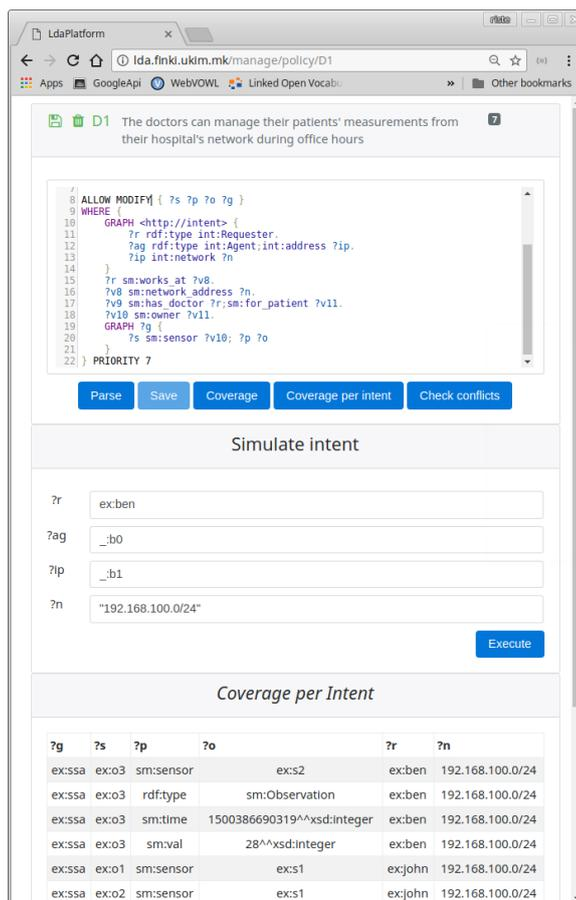 riste
LdaPlatform
lda.finki.ukim.mk/manage/policy/D1
Apps GoogleApi WebVOWL Linked Open Vocabu » Other bookmarks
D1 The doctors can manage their patients' measurements from 7
their hospital's network during office hours
7
8 ALLOW MODIFY { ?s ?p ?o ?g }
9 WHERE {
10 GRAPH <http://intent> {
11 ?r rdf:type int:Requester.
12 ?ag rdf:type int:Agent;int:address ?ip.
13 ?ip int:network ?n
14 }
15 ?r sm:works_at ?v8.
16 ?v8 sm:network_address ?n.
17 ?v9 sm:has_doctor ?r;sm:for_patient ?v11.
18 ?v10 sm:owner ?v11.
19 GRAPH ?g {
20 ?s sm:sensor ?v10; ?p ?o
21 }
22 } PRIORITY 7
Parse Save Coverage Coverage per intent Check conflicts
Simulate intent
?r ex:ben
?ag _:b0
?ip _:b1
?n "192.168.100.0/24"
Execute
Coverage per Intent
?g ?s ?p ?o ?r ?n
ex:ssa ex:o3 sm:sensor ex:s2 ex:ben 192.168.100.0/24
ex:ssa ex:o3 rdf:type sm:Observation ex:ben 192.168.100.0/24
ex:ssa ex:o3 sm:time 1500386690319^^xsd:integer ex:ben 192.168.100.0/24
ex:ssa ex:o3 sm:val 28^^xsd:integer ex:ben 192.168.100.0/24
ex:ssa ex:o1 sm:sensor ex:s1 ex:john 192.168.100.0/24
ex:ssa ex:o2 sm:sensor ex:s1 ex:john 192.168.100.0/24